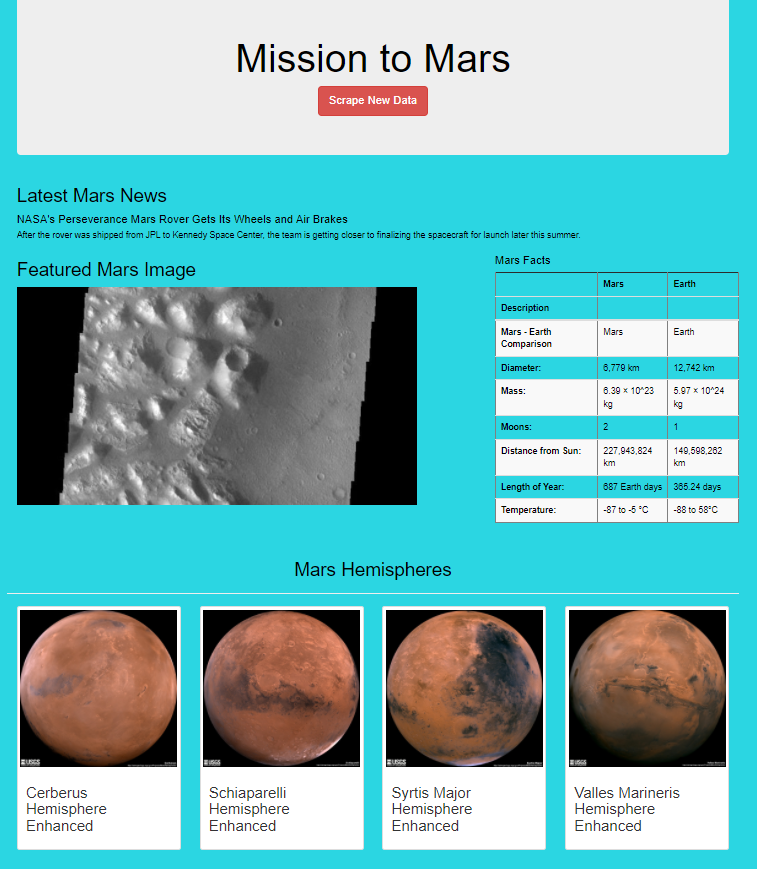 Mission to Mars
Scrape New Data
Latest Mars News
NASA's Perseverance Mars Rover Gets Its Wheels and Air Brakes
After the rover was shipped from JPL to Kennedy Space Center, the team is getting closer to finalizing the spacecraft for launch later this summer.
Featured Mars Image
Mars Facts
Mars Earth
Description
Mars - Earth Comparison Mars Earth
Diameter: 6,779 km 12,742 km
Mass: 6.39 × 10^23 kg 5.97 × 10^24 kg
Moons: 2 1
Distance from Sun: 227,943,824 km 149,598,262 km
Length of Year: 687 Earth days 365.24 days
Temperature: -87 to -5 °C -88 to 58°C
Mars Hemispheres
USGS
USGS
USGS
USGS
Cerberus
Hemisphere
Enhanced
Schiaparelli
Hemisphere
Enhanced
Syrtis Major
Hemisphere
Enhanced
Valles Marineris
Hemisphere
Enhanced